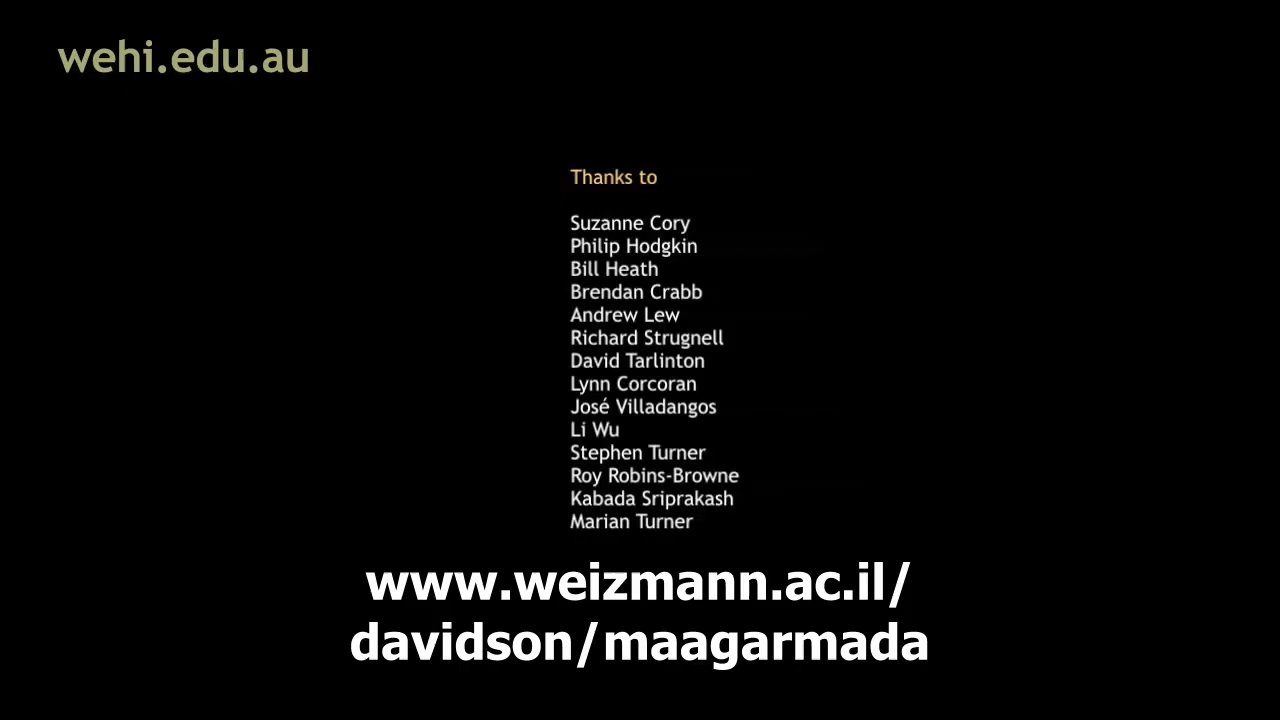 wehi.edu.au
Thanks to
Suzanne Cory
Philip Hodgkin
Bill Heath
Brendan Crabb
Andrew Lew
Richard Strugnell
David Tarlinton
Lynn Corcoran
José Villadangos
Li Wu
Stephen Turner
Roy Robins-Browne
Kabada Sriprakash
Marian Turner
www.weizmann.ac.il/
davidson/maagarmada